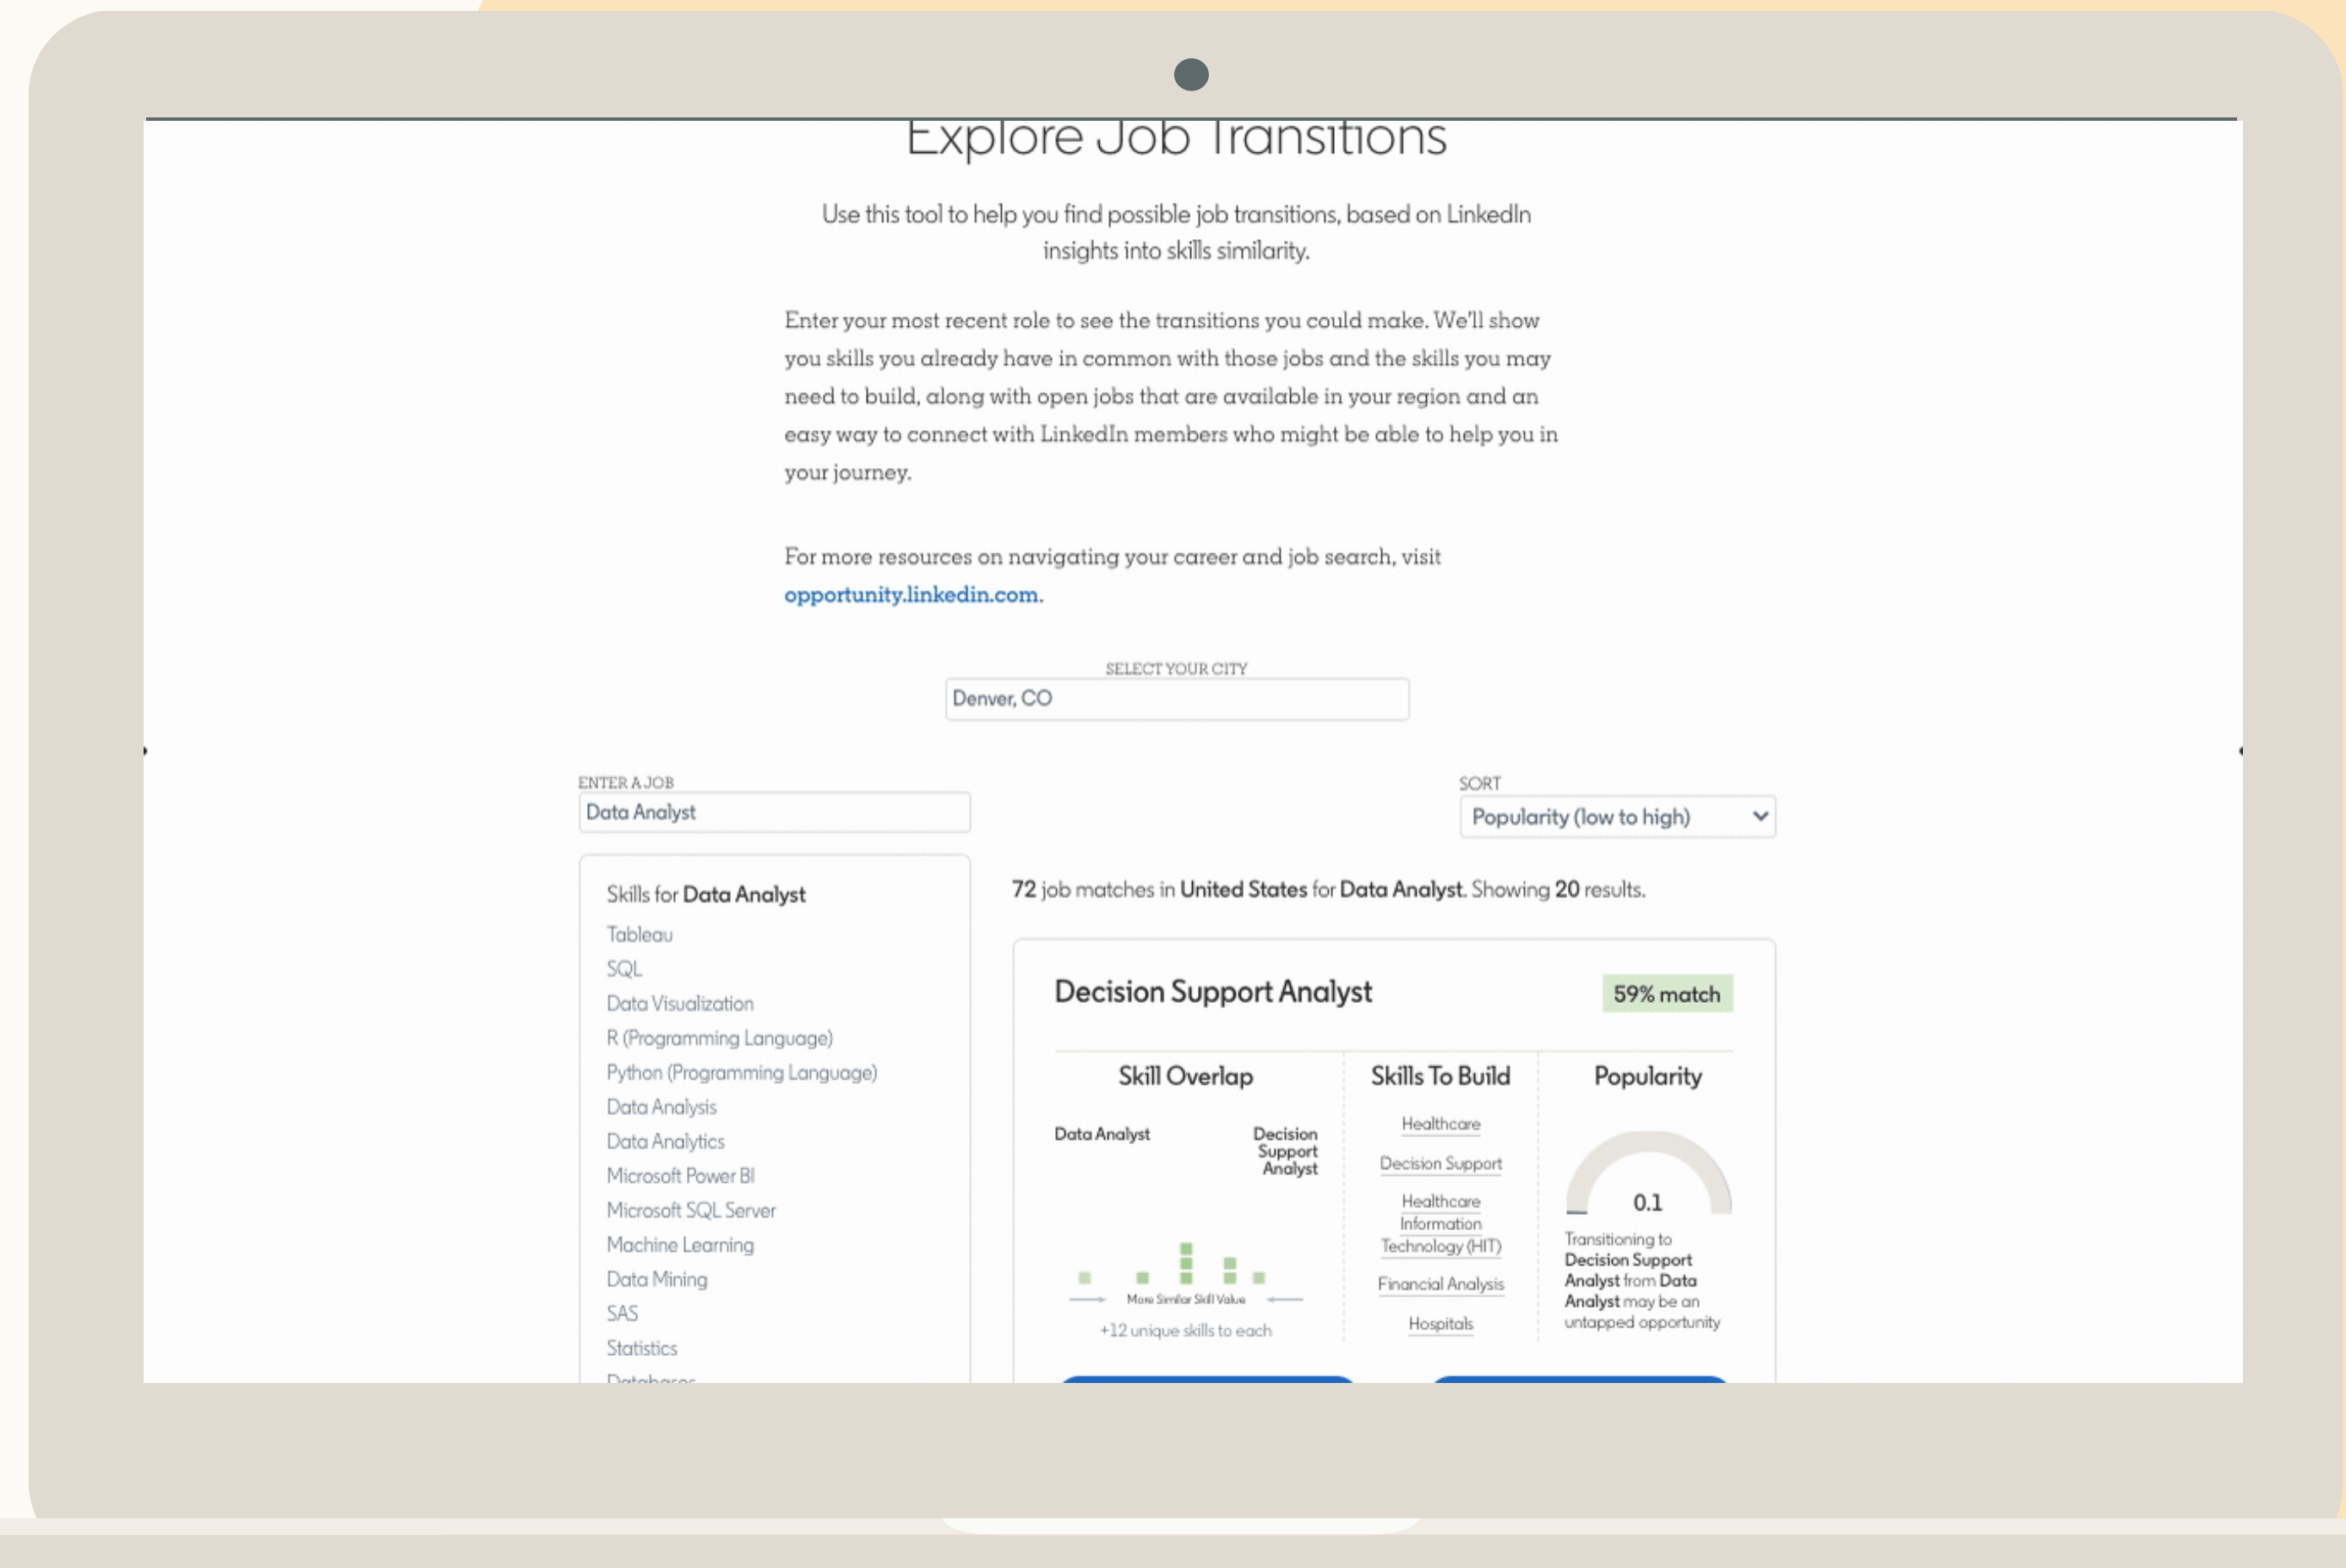 Explore Job Transitions
Use this tool to help you find possible job transitions, based on LinkedIn
insights into skills similarity.
Enter your most recent role to see the transitions you could make. We'll show
you skills you already have in common with those jobs and the skills you may
need to build, along with open jobs that are available in your region and an
easy way to connect with LinkedIn members who might be able to help you in
your journey.
For more resources on navigating your career and job search, visit
opportunity.linkedin.com.
SELECT YOUR CITY
Denver, CO
ENTER A JOB
Data Analyst
SORT
Popularity (low to high)
Skills for Data Analyst
Tableau
SQL
Data Visualization
R (Programming Language)
Python (Programming Language)
Data Analysis
Data Analytics
Microsoft Power BI
Microsoft SQL Server
Machine Learning
Data Mining
SAS
Statistics
Databases
72 job matches in United States for Data Analyst. Showing 20 results.
Decision Support Analyst
59% match
Skill Overlap
Data Analyst
Decision
Support
Analyst
More Similar Skill Value
+12 unique skills to each
Skills To Build
Healthcare
Decision Support
Healthcare
Information
Technology (HIT)
Financial Analysis
Hospitals
Popularity
0.1
Transitioning to
Decision Support
Analyst from Data
Analyst may be an
untapped opportunity